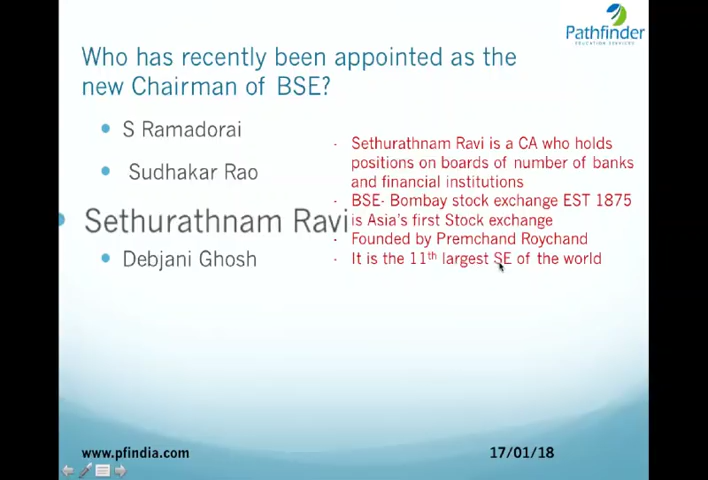 Pathfinder
EDUCATION SERVICES
Who has recently been appointed as the
new Chairman of BSE?
• S Ramadorai
• Sudhakar Rao
• Sethurathnam Ravi
• Debjani Ghosh
- Sethurathnam Ravi is a CA who holds
positions on boards of number of banks
and financial institutions
- BSE- Bombay stock exchange EST 1875
is Asia's first Stock exchange
- Founded by Premchand Roychand
- It is the 11th largest SE of the world
www.pfindia.com
17/01/18